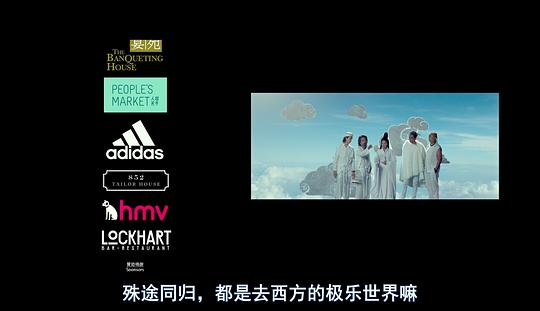 宴苑
THE
BANQUETING
HOUSE
PEOPLE'S
MARKET
adidas
852
TAILOR HOUSE
hmv
LOCKHART
BAR-RESTAURANT
Sponsors
殊途同归，都是去西方的极乐世界嘛